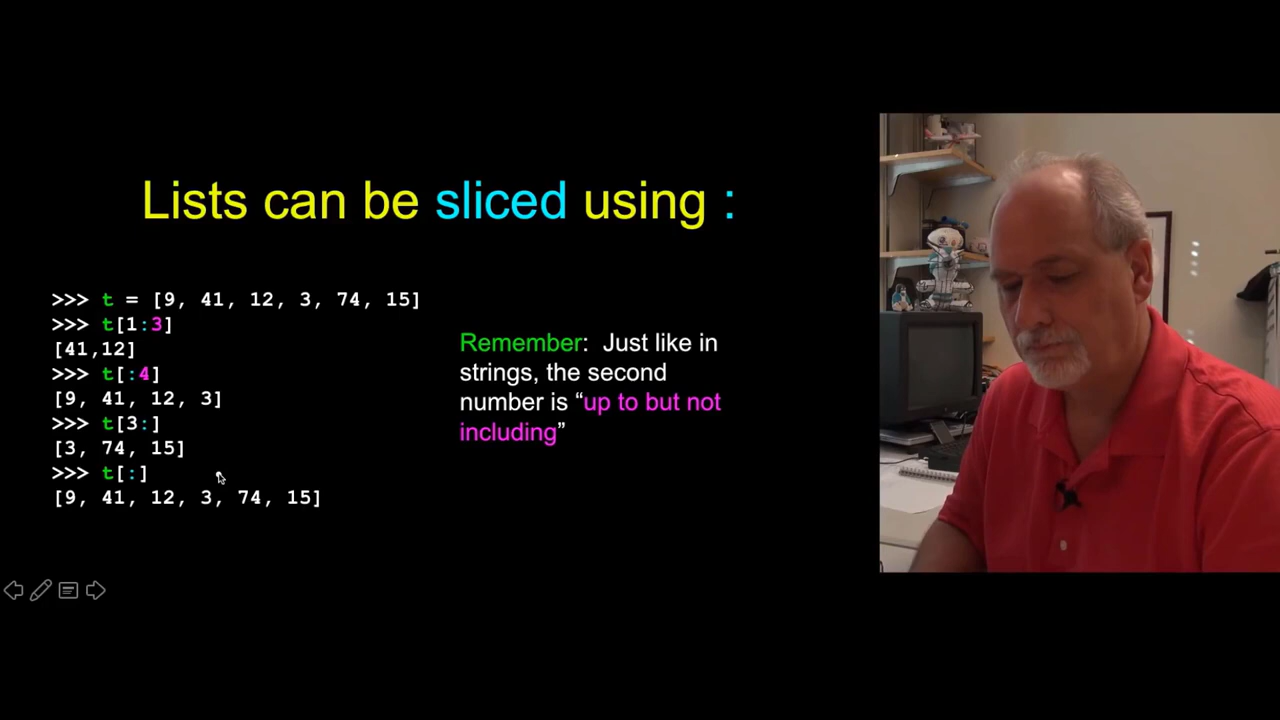 Lists can be sliced using :
>>> t = [9, 41, 12, 3, 74, 15]
>>> t[1:3]
[41,12]
>>> t[:4]
[9, 41, 12, 3]
>>> t[3:]
[3, 74, 15]
>>> t[:]
[9, 41, 12, 3, 74, 15]
Remember: Just like in
strings, the second
number is “up to but not
including”